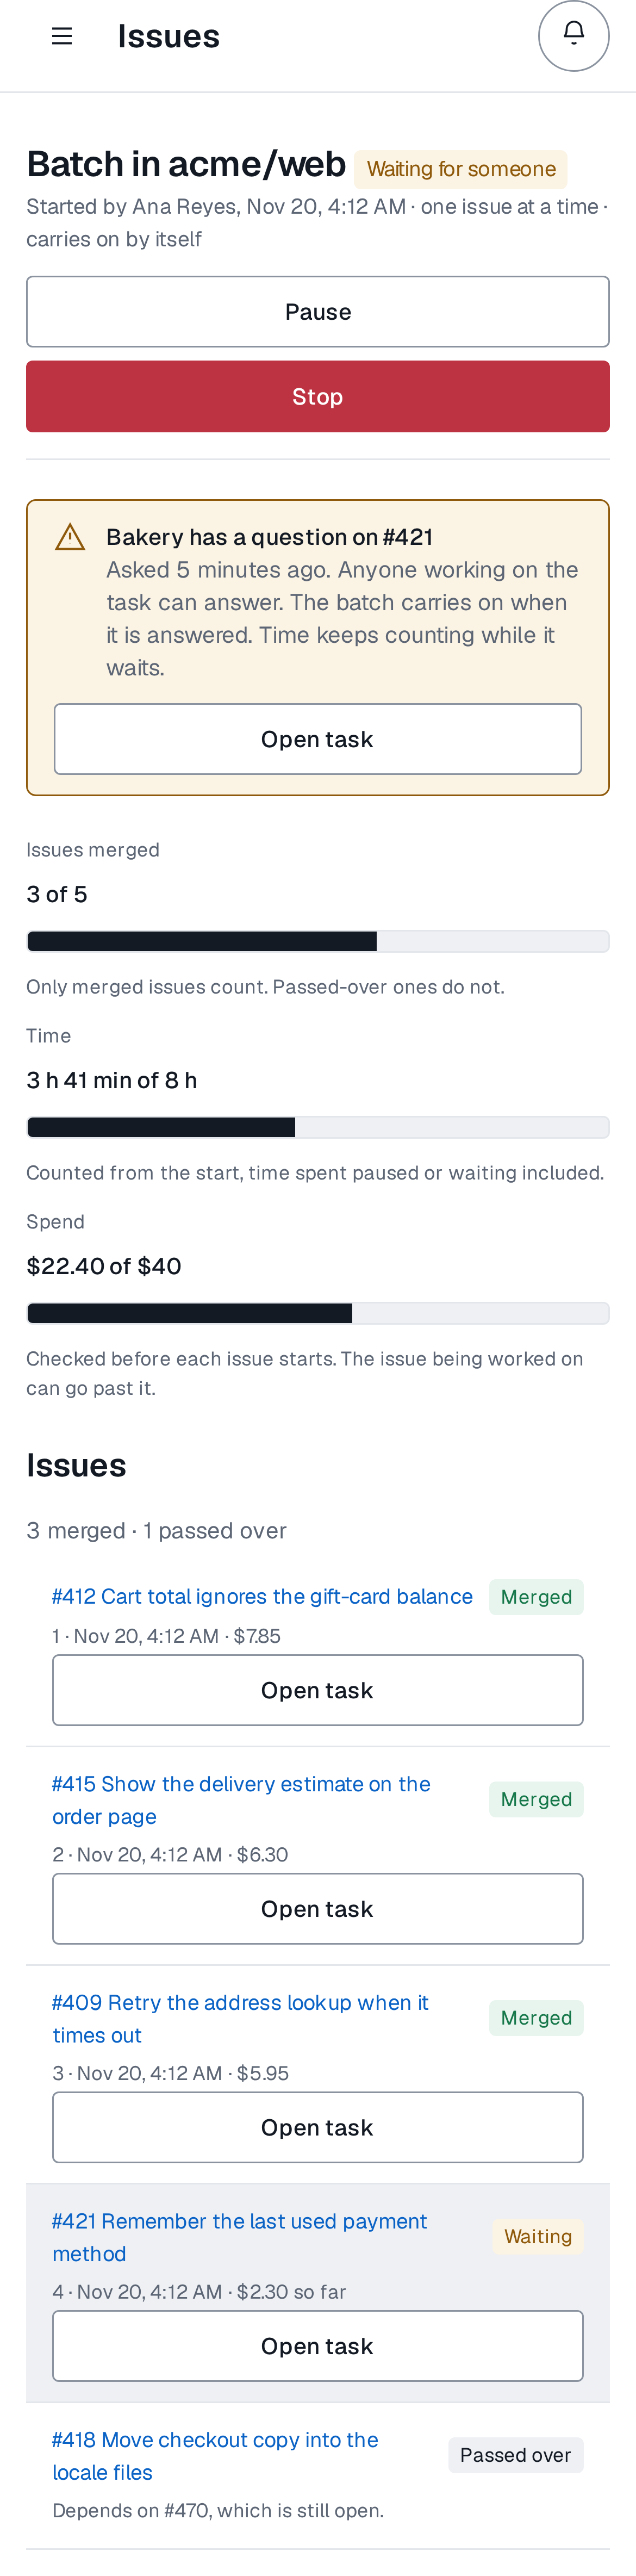 Issues
Batch in acme/web Waiting for someone
Started by Ana Reyes, Nov 20, 4:12 AM · one issue at a time ·
carries on by itself
Pause
Stop
Bakery has a question on #421
Asked 5 minutes ago. Anyone working on the
task can answer. The batch carries on when
it is answered. Time keeps counting while it
waits.
Open task
Issues merged
3 of 5
Only merged issues count. Passed-over ones do not.
Time
3 h 41 min of 8 h
Counted from the start, time spent paused or waiting included.
Spend
$22.40 of $40
Checked before each issue starts. The issue being worked on
can go past it.
Issues
3 merged · 1 passed over
#412 Cart total ignores the gift-card balance Merged
1 · Nov 20, 4:12 AM · $7.85
Open task
#415 Show the delivery estimate on the
order page
Merged
2 · Nov 20, 4:12 AM · $6.30
Open task
#409 Retry the address lookup when it
times out
Merged
3 · Nov 20, 4:12 AM · $5.95
Open task
#421 Remember the last used payment
method
Waiting
4 · Nov 20, 4:12 AM · $2.30 so far
Open task
#418 Move checkout copy into the
locale files
Passed over
Depends on #470, which is still open.